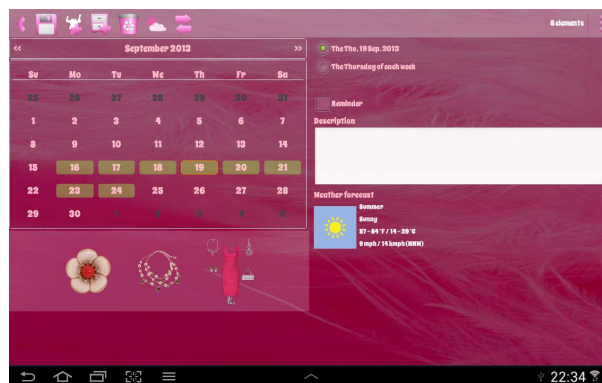 8 elements
<< September 2013 >>
Su Mo Tu We Th Fr Sa
25 26 27 28 29 30 31
1 2 3 4 5 6 7
8 9 10 11 12 13 14
15 16 17 18 19 20 21
22 23 24 25 26 27 28
29 30 1 2 3 4 5
The Thu, 19 Sep. 2013
The Thursday of each week
Reminder
Description
Weather forecast
Summer
Sunny
57 - 84 °F / 14 - 29 °C
9 mph / 14 kmph (NNW)
22:34